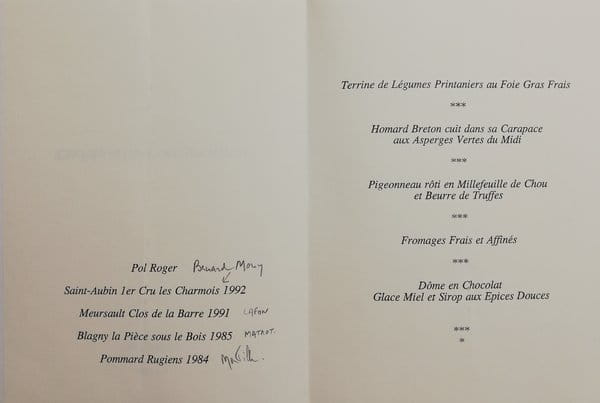 Pol Roger Bernard Morey
Saint-Aubin 1er Cru les Charmois 1992
Meursault Clos de la Barre 1991 LAFON
Blagny la Pièce sous le Bois 1985 MATROT
Pommard Rugiens 1984
Terrine de Légumes Printaniers au Foie Gras Frais
***
Homard Breton cuit dans sa Carapace
aux Asperges Vertes du Midi
***
Pigeonneau rôti en Millefeuille de Chou
et Beurre de Truffes
***
Fromages Frais et Affinés
***
Dôme en Chocolat
Glace Miel et Sirop aux Epices Douces
***
*